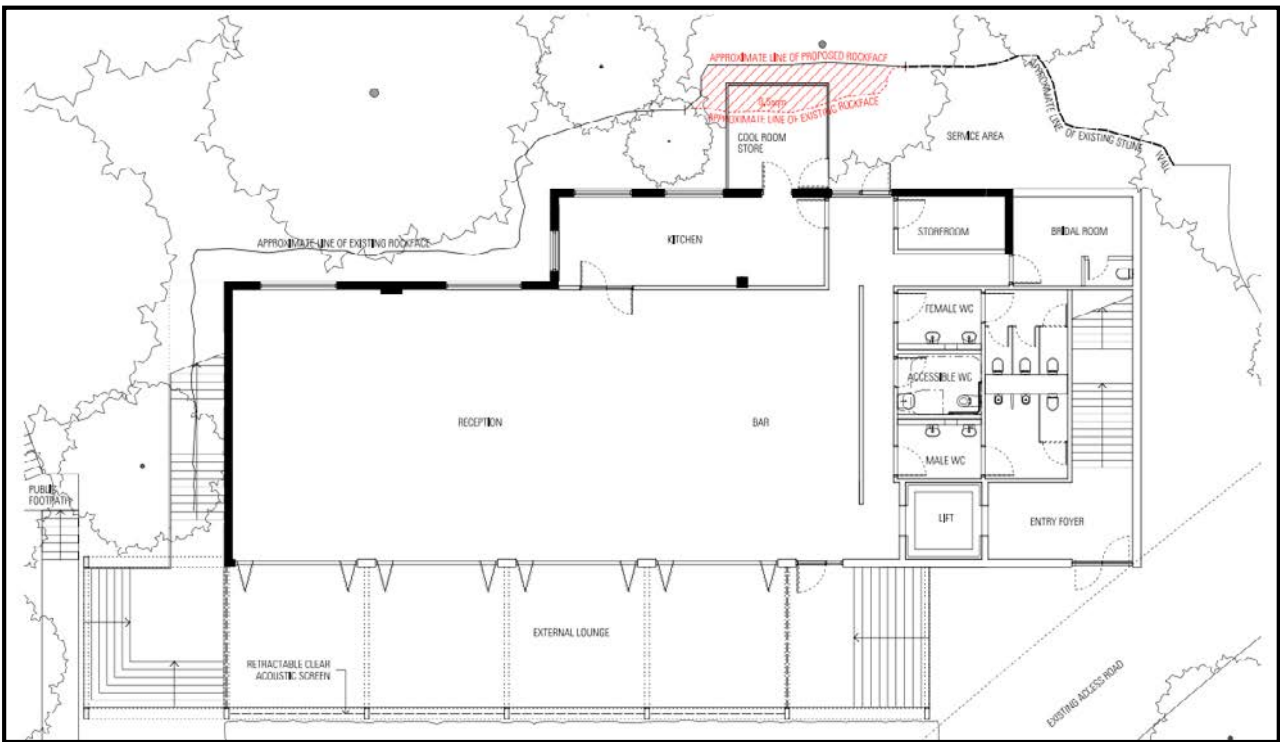 APPROXIMATE LINE OF PROPOSED ROCKFACE
APPROXIMATE LINE OF EXISTING ROCKFACE
COOL ROOM
STORE
SERVICE AREA
APPROXIMATE LINE OF EXISTING STONE WALL
APPROXIMATE LINE OF EXISTING ROCKFACE
KITCHEN
STOREROOM
BRIDAL ROOM
FEMALE WC
ACCESSIBLE WC
RECEPTION
BAR
MALE WC
PUBLIC
FOOTPATH
LIFT
ENTRY FOYER
EXTERNAL LOUNGE
RETRACTABLE CLEAR
ACOUSTIC SCREEN
EXISTING ACCESS ROAD